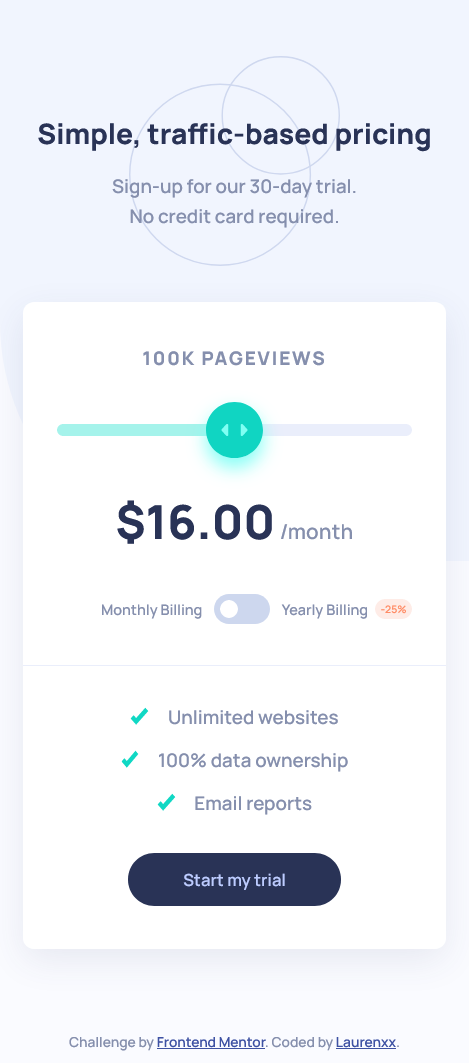 Simple, traffic-based pricing
Sign-up for our 30-day trial.
No credit card required.
100K PAGEVIEWS
$16.00 /month
Monthly Billing Yearly Billing -25%
Unlimited websites
100% data ownership
Email reports
Start my trial
Challenge by Frontend Mentor. Coded by Laurenxx.